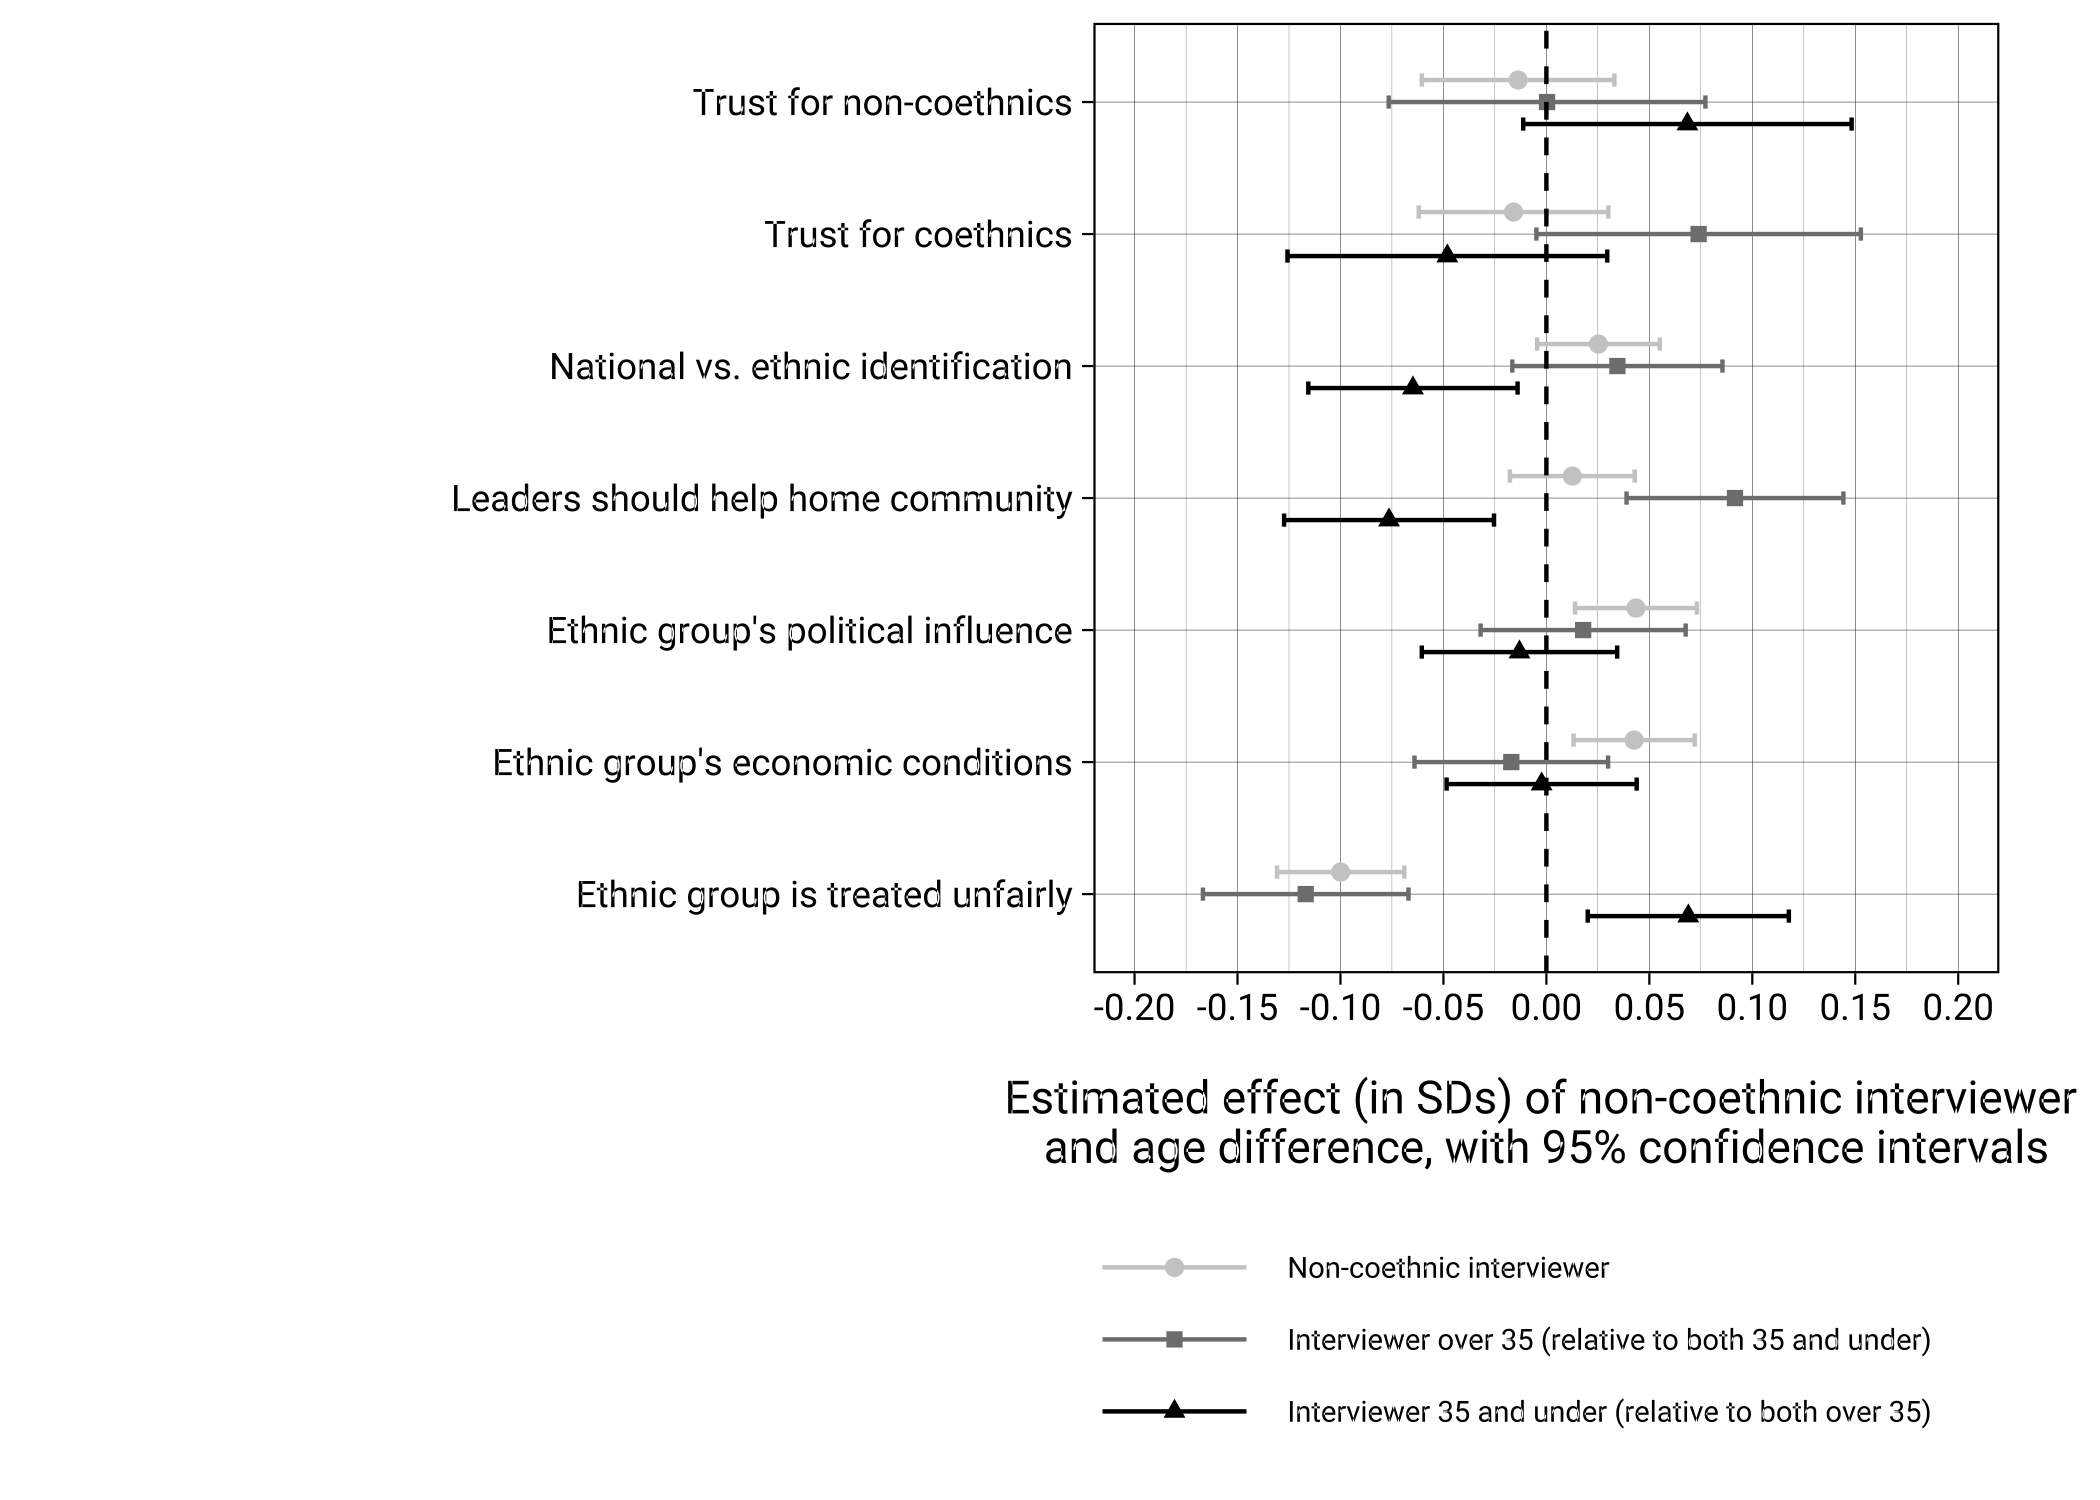 Trust for non-coethnics
Trust for coethnics
National vs. ethnic identification
Leaders should help home community
Ethnic group's political influence
Ethnic group's economic conditions
Ethnic group is treated unfairly
-0.20 -0.15 -0.10 -0.05 0.00 0.05 0.10 0.15 0.20
Estimated effect (in SDs) of non-coethnic interviewer
and age difference, with 95% confidence intervals
Non-coethnic interviewer
Interviewer over 35 (relative to both 35 and under)
Interviewer 35 and under (relative to both over 35)